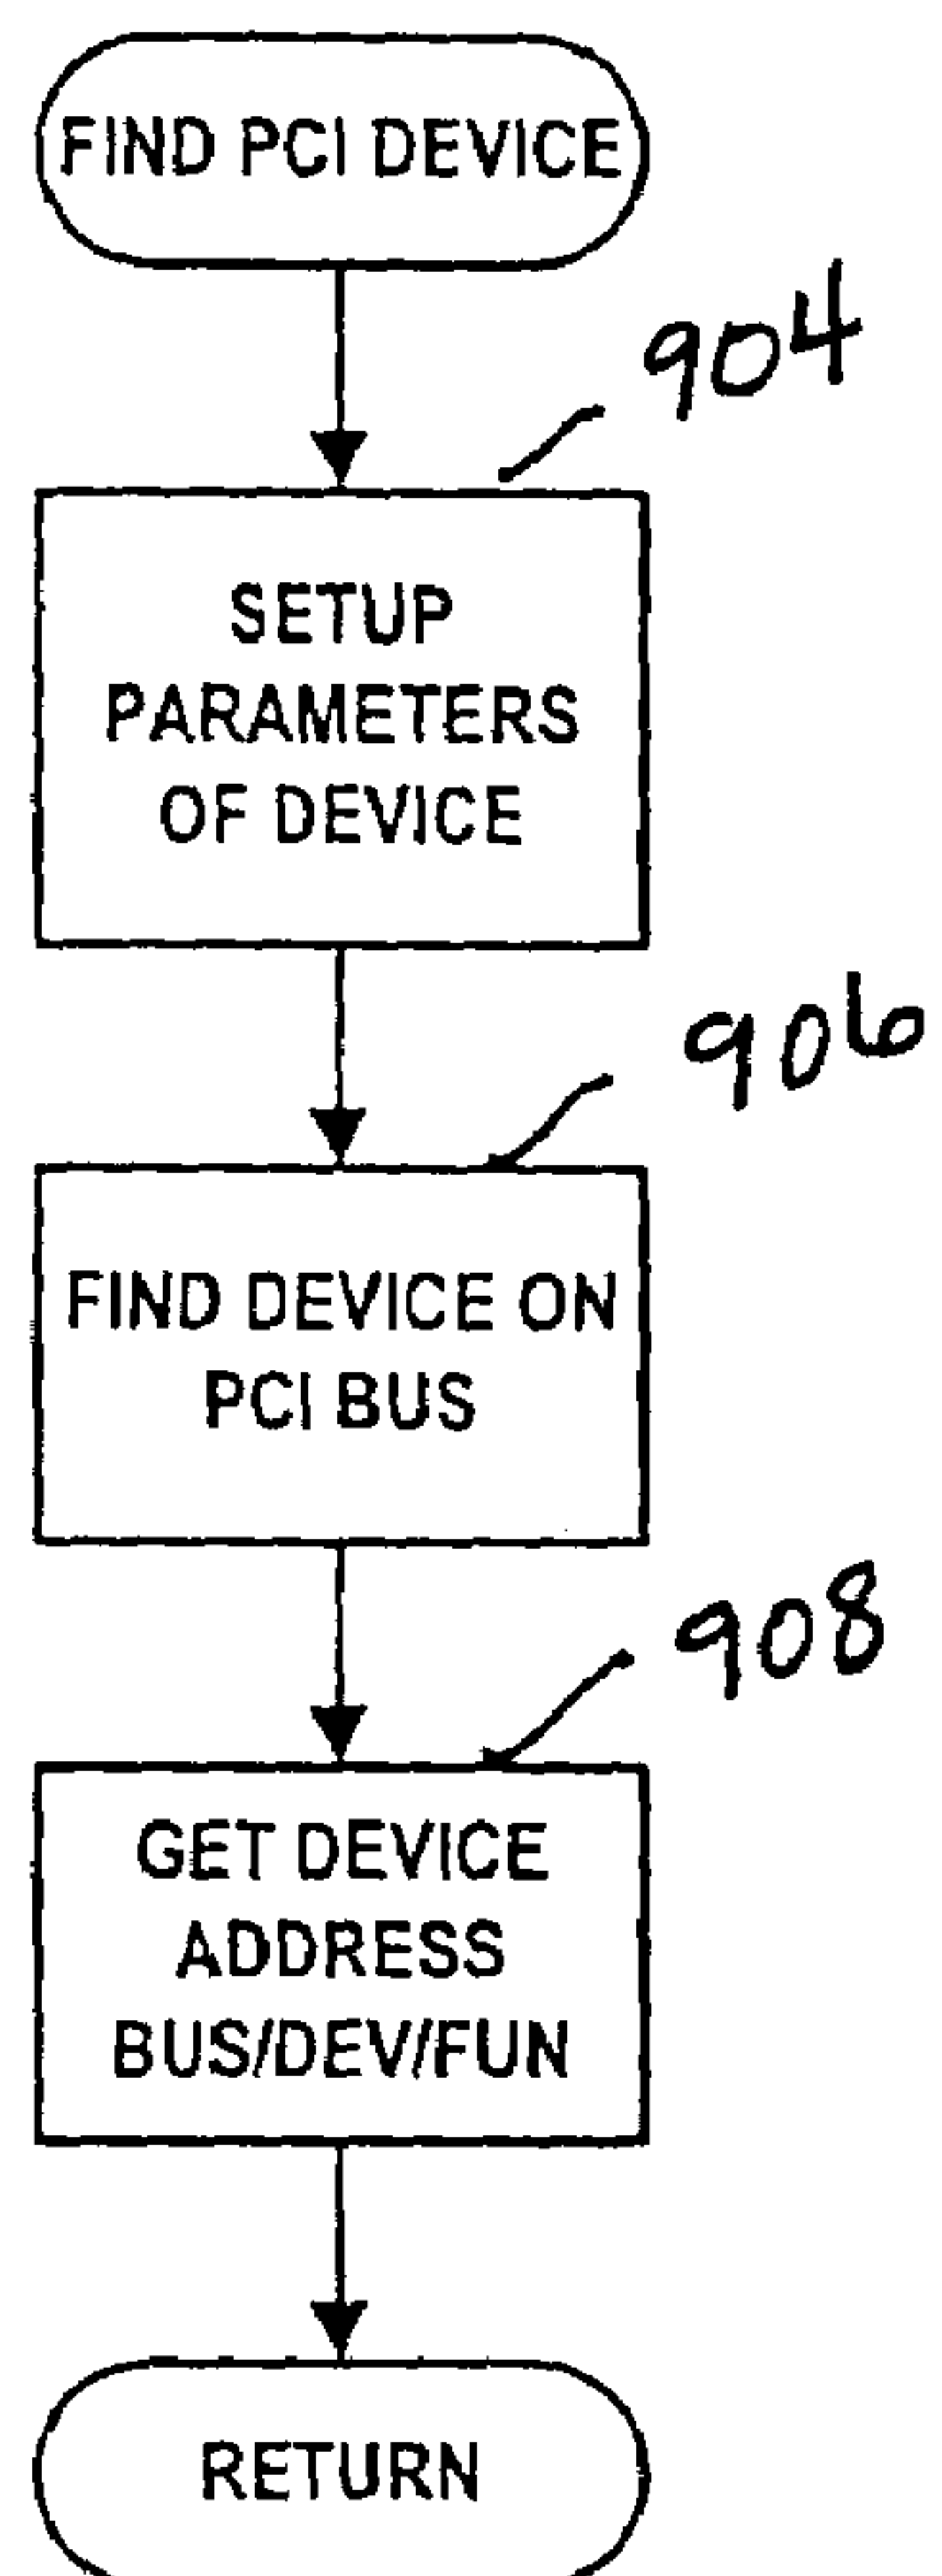 FIND PCI DEVICE
904
SETUP
PARAMETERS
OF DEVICE
906
FIND DEVICE ON
PCI BUS
908
GET DEVICE
ADDRESS
BUS/DEV/FUN
RETURN